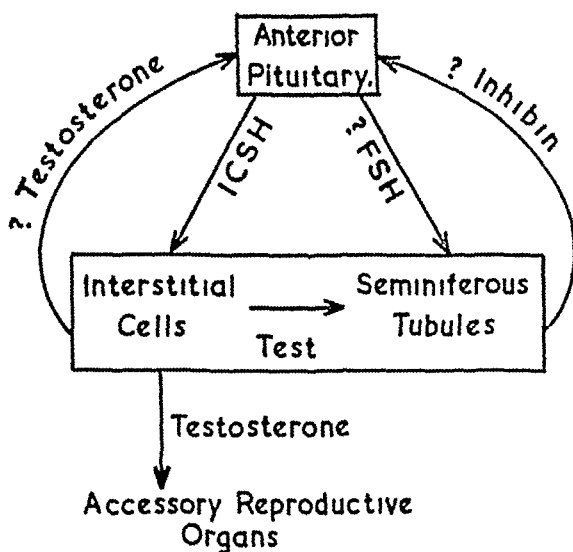 Anterior
Pituitary.
? Testosterone
ICSH
? FSH
? Inhibin
Interstitial
Cells
Seminiferous
Tubules
Test
Testosterone
Accessory Reproductive
Organs